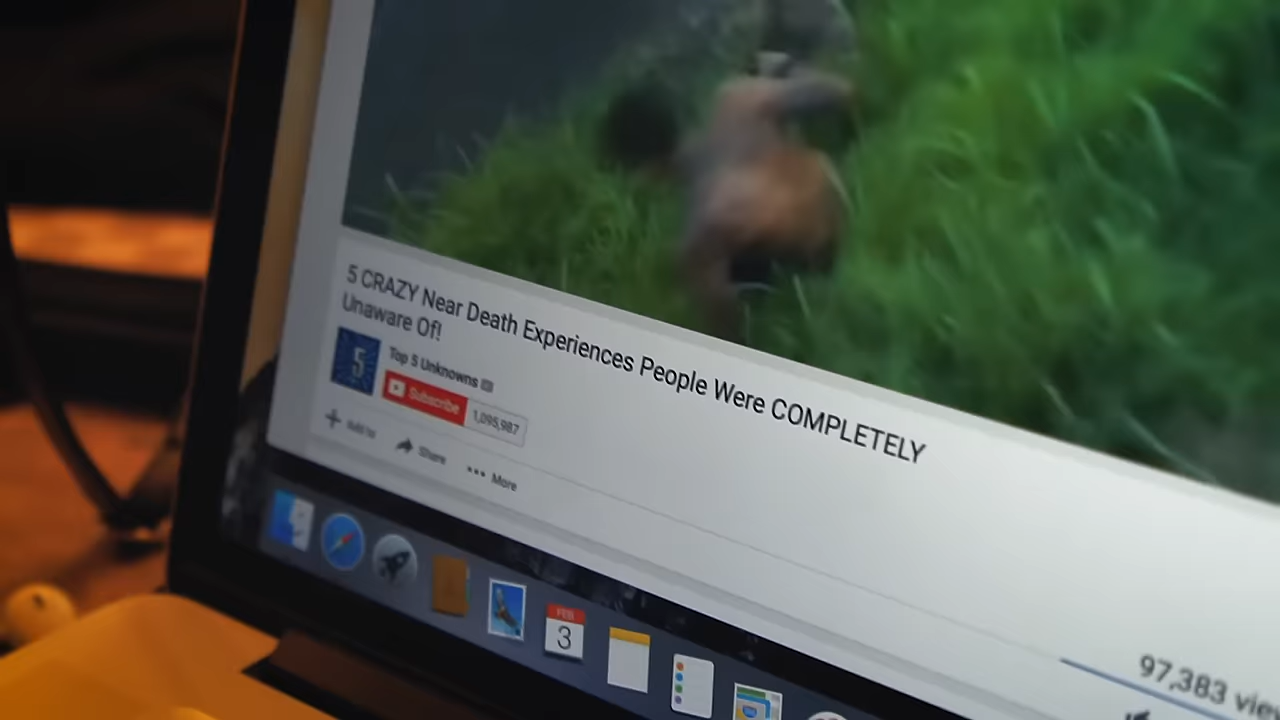 5 CRAZY Near Death Experiences People Were COMPLETELY
Unaware Of!
5
Top 5 Unknowns
Subscribe 1,095,987
Add to
Share
More
FEB
3
97,383 view